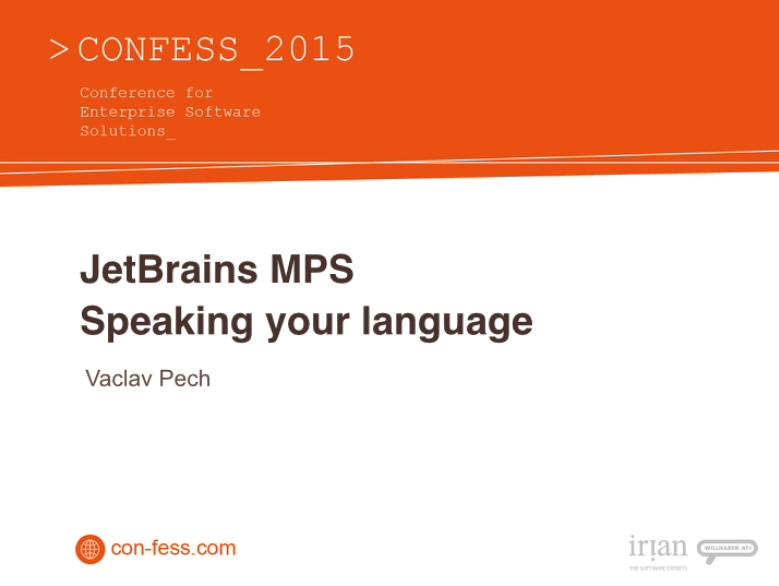 >CONFESS_2015
Conference for
Enterprise Software
Solutions_
JetBrains MPS
Speaking your language
Vaclav Pech
con-fess.com
irian
THE SOFTWARE EXPERTS
WILLHABEN.AT